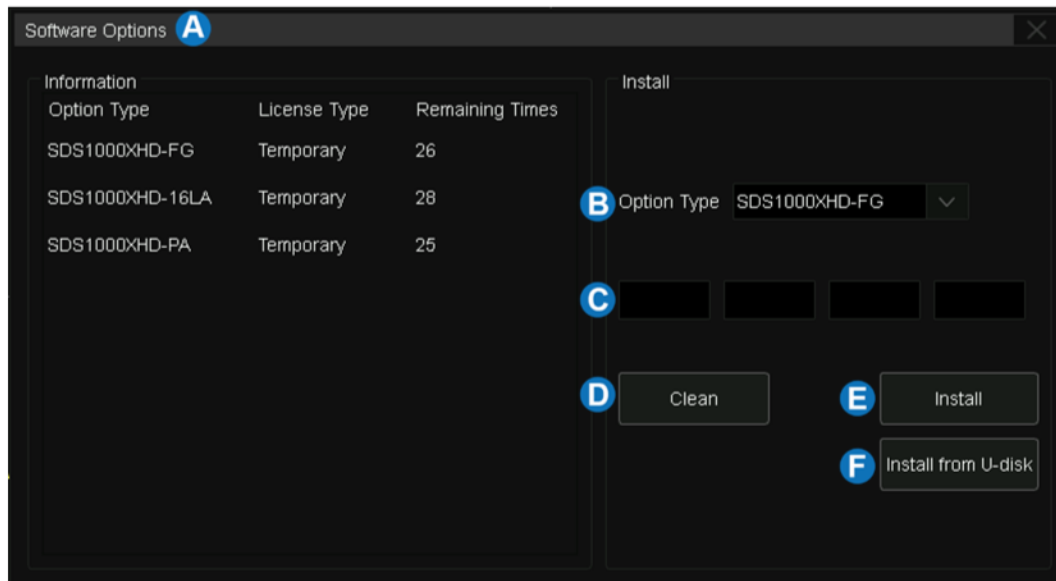 Software Options A
Information
Option Type License Type Remaining Times
SDS1000XHD-FG Temporary 26
SDS1000XHD-16LA Temporary 28
SDS1000XHD-PA Temporary 25
Install
B Option Type SDS1000XHD-FG
C
D Clean
E Install
F Install from U-disk